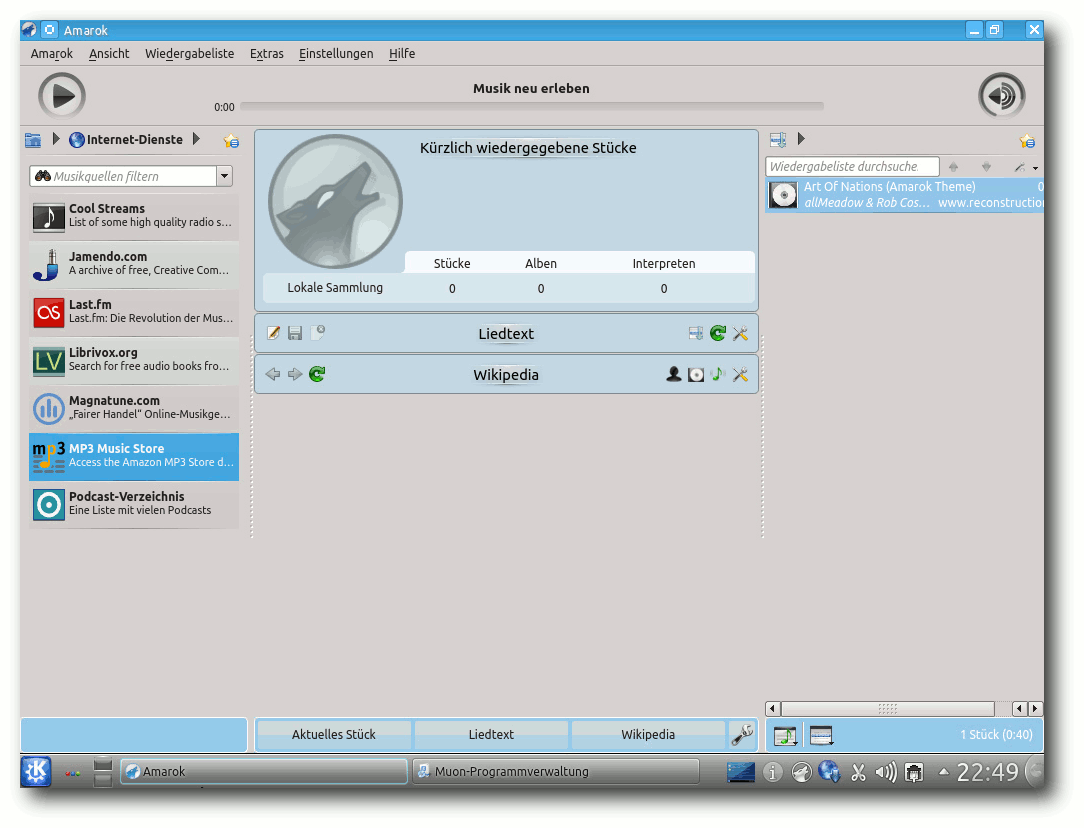 Amarok
Amarok Ansicht Wiedergabeliste Extras Einstellungen Hilfe
Musik neu erleben
0:00
Internet-Dienste
Musikquellen filtern
Cool Streams
List of some high quality radio s...
Jamendo.com
A archive of free, Creative Com...
Last.fm
Last.fm: Die Revolution der Mus...
LV
Librivox.org
Search for free audio books fro...
Magnatune.com
„Fairer Handel“ Online-Musikge...
mp3
MP3 Music Store
Access the Amazon MP3 Store d...
Podcast-Verzeichnis
Eine Liste mit vielen Podcasts
Kürzlich wiedergegebene Stücke
Stücke Alben Interpreten
Lokale Sammlung 0 0 0
Liedtext
Wikipedia
Wiedergabeliste durchsuche
Art Of Nations (Amarok Theme) 0
allMeadow & Rob Cos... www.reconstruction
Aktuelles Stück Liedtext Wikipedia
1 Stück (0:40)
Amarok Muon-Programmverwaltung 22:49